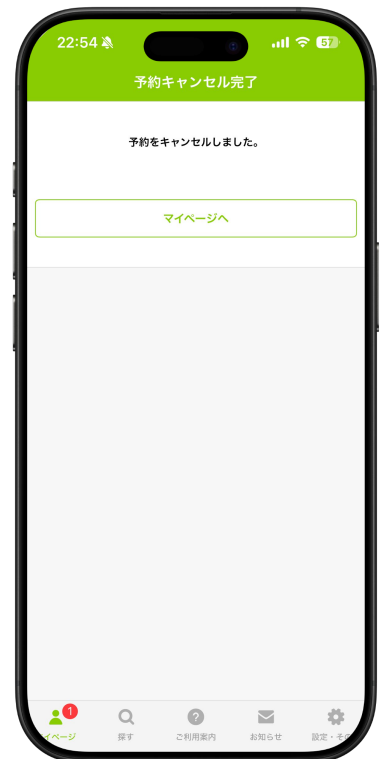 22:54
67
予約キャンセル完了
予約をキャンセルしました。
マイページへ
1
イページ
探す
?
ご利用案内
お知らせ
設定・その